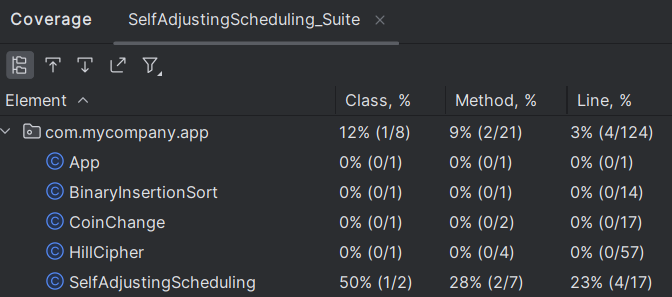 Coverage SelfAdjustingScheduling_Suite ×
Element Class, % Method, % Line, %
com.mycompany.app 12% (1/8) 9% (2/21) 3% (4/124)
App 0% (0/1) 0% (0/1) 0% (0/1)
BinaryInsertionSort 0% (0/1) 0% (0/1) 0% (0/14)
CoinChange 0% (0/1) 0% (0/2) 0% (0/17)
HillCipher 0% (0/1) 0% (0/4) 0% (0/57)
SelfAdjustingScheduling 50% (1/2) 28% (2/7) 23% (4/17)